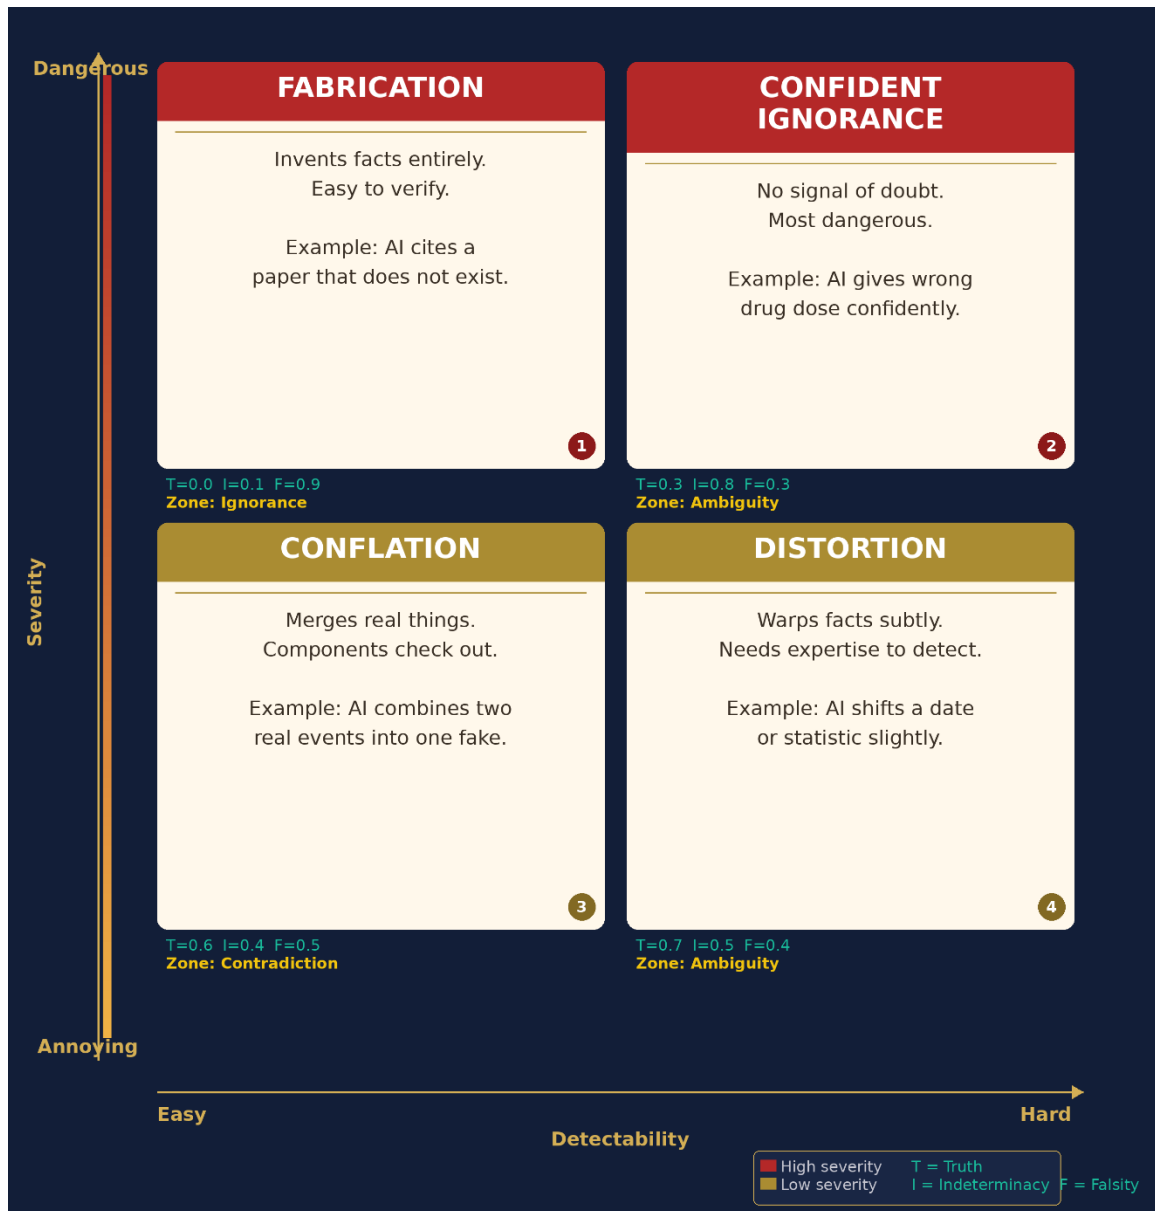 Dangerous
FABRICATION
Invents facts entirely.
Easy to verify.
Example: AI cites a
paper that does not exist.
1
T=0.0 I=0.1 F=0.9
Zone: Ignorance
CONFIDENT
IGNORANCE
No signal of doubt.
Most dangerous.
Example: AI gives wrong
drug dose confidently.
2
T=0.3 I=0.8 F=0.3
Zone: Ambiguity
Severity
CONFLATION
Merges real things.
Components check out.
Example: AI combines two
real events into one fake.
3
T=0.6 I=0.4 F=0.5
Zone: Contradiction
DISTORTION
Warps facts subtly.
Needs expertise to detect.
Example: AI shifts a date
or statistic slightly.
4
T=0.7 I=0.5 F=0.4
Zone: Ambiguity
Annoying
Easy
Hard
Detectability
High severity T = Truth
Low severity I = Indeterminacy F = Falsity